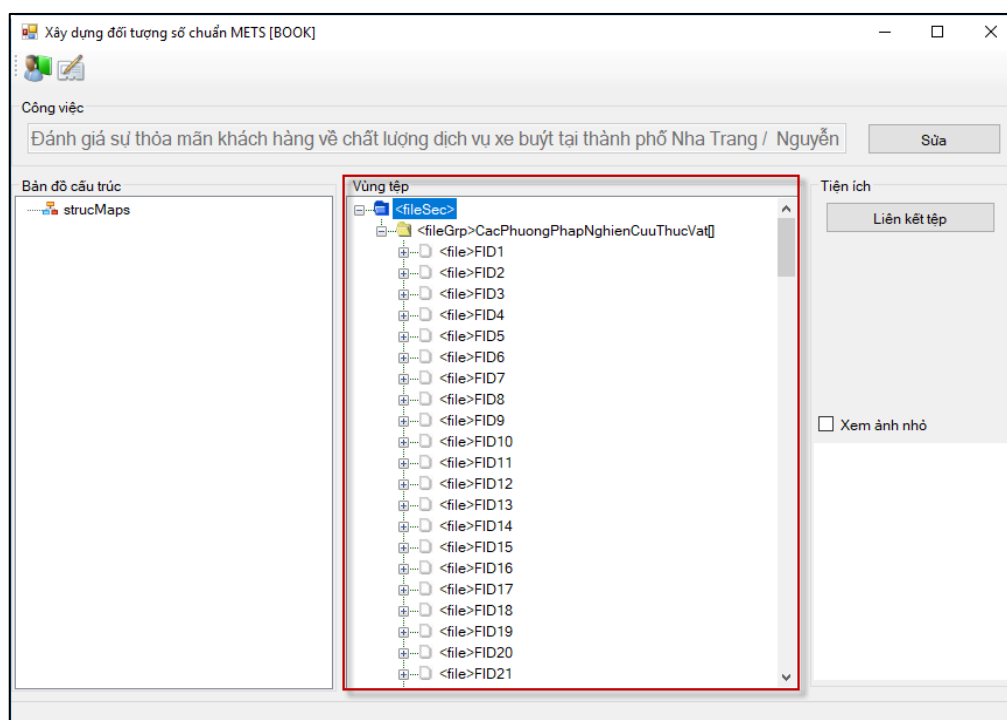 Xây dựng đối tượng số chuẩn METS [BOOK]
Công việc
Đánh giá sự thỏa mãn khách hàng về chất lượng dịch vụ xe buýt tại thành phố Nha Trang / Nguyễn
Sửa
Bản đồ cấu trúc
strucMaps
Vùng tệp
<fileSec>
<fileGrp>CacPhuongPhapNghienCuuThucVat[]
<file>FID1
<file>FID2
<file>FID3
<file>FID4
<file>FID5
<file>FID6
<file>FID7
<file>FID8
<file>FID9
<file>FID10
<file>FID11
<file>FID12
<file>FID13
<file>FID14
<file>FID15
<file>FID16
<file>FID17
<file>FID18
<file>FID19
<file>FID20
<file>FID21
Tiện ích
Liên kết tệp
Xem ảnh nhỏ